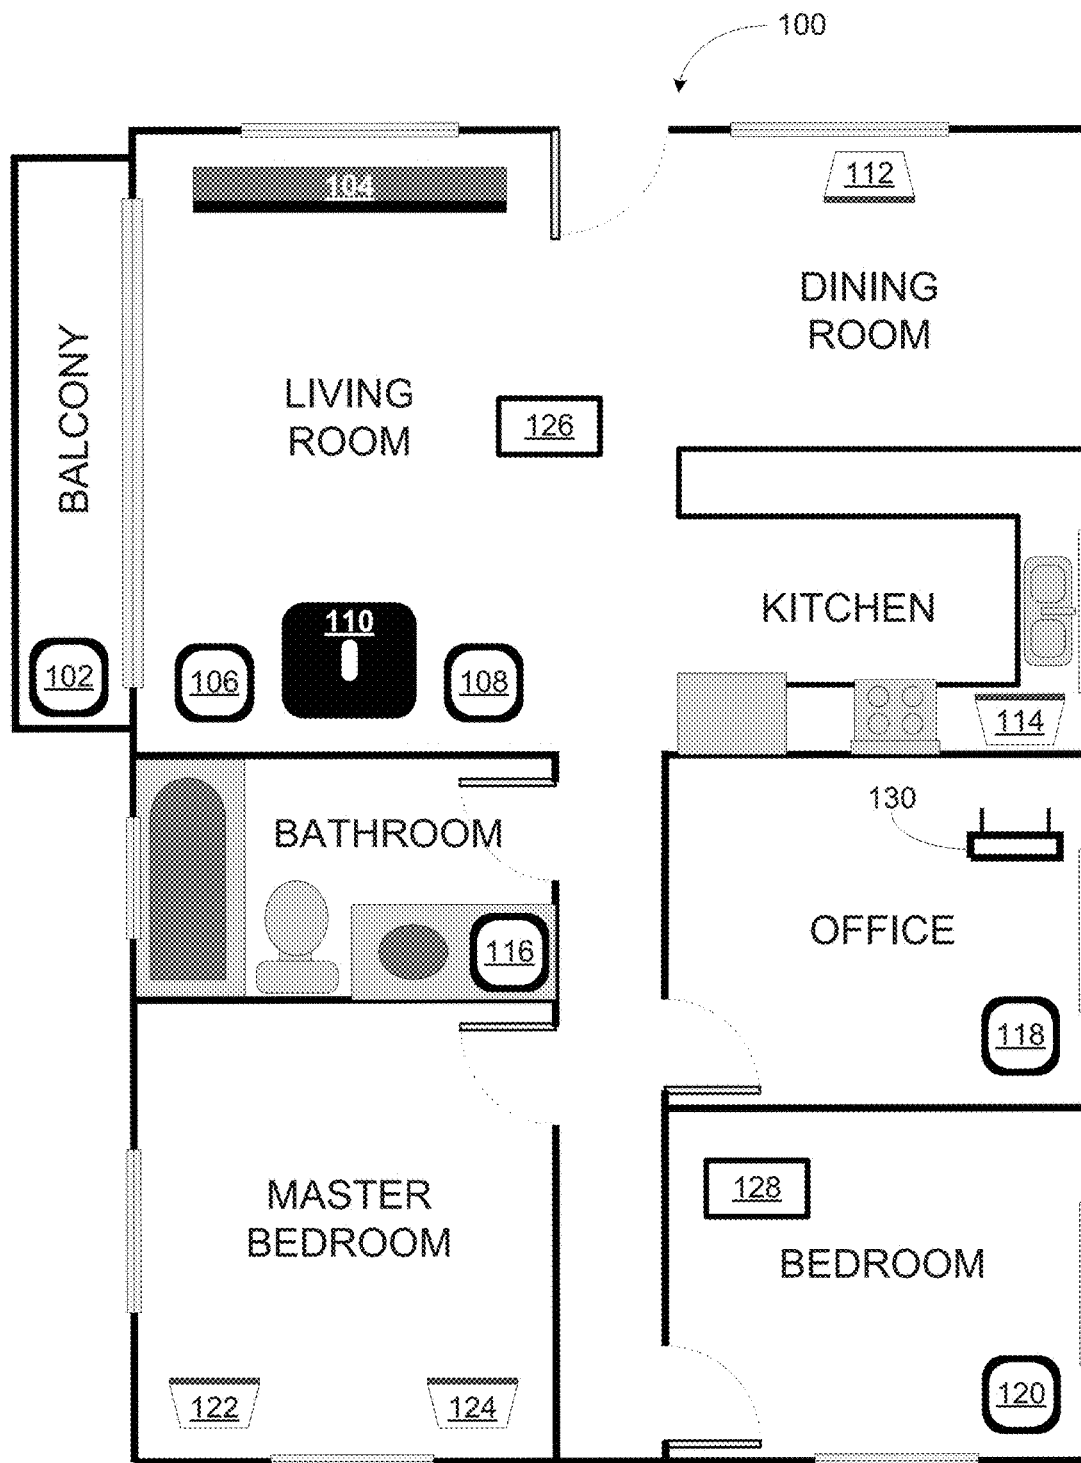 100
104
112
DINING
ROOM
BALCONY
LIVING
ROOM
126
KITCHEN
110
102
106
108
114
130
BATHROOM
OFFICE
116
118
128
MASTER
BEDROOM
BEDROOM
122
124
120